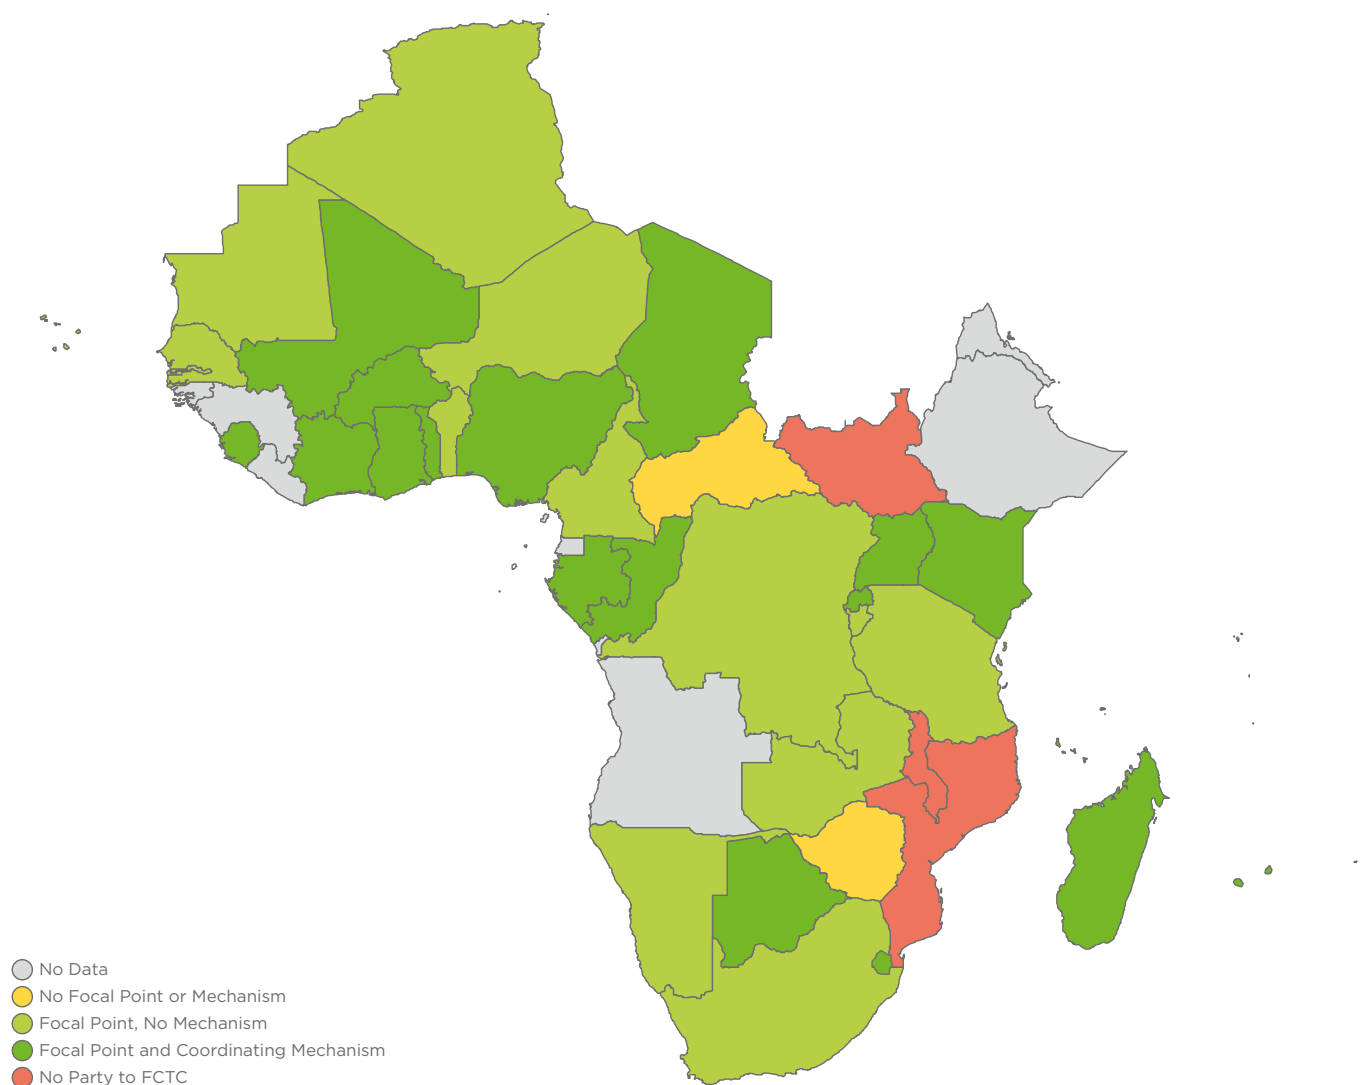 No Data
No Focal Point or Mechanism
Focal Point, No Mechanism
Focal Point and Coordinating Mechanism
No Party to FCTC